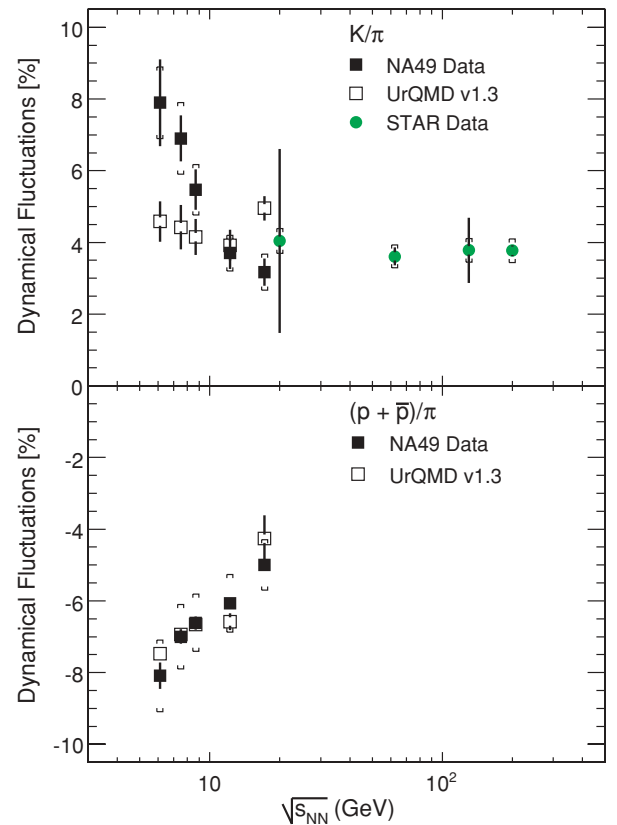 K/π
NA49 Data
UrQMD v1.3
STAR Data
Dynamical Fluctuations [%]
10
8
6
4
2
0
(p + p̅)/π
NA49 Data
UrQMD v1.3
Dynamical Fluctuations [%]
-2
-4
-6
-8
-10
10
10²
√s_NN (GeV)